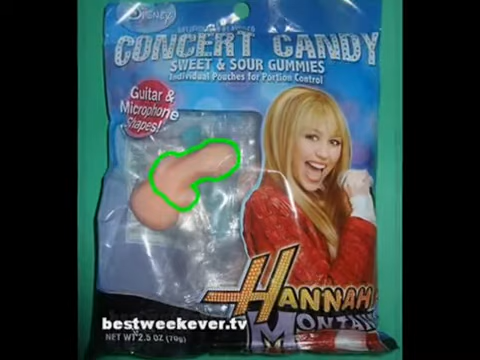 Disney
CONCERT CANDY
SWEET & SOUR GUMMIES
Individual Pouches for Portion Control
Guitar &
Microphone
Shapes!
HANNAH
MONTANA
bestweekever.tv
NET WT 2.5 OZ (70g)